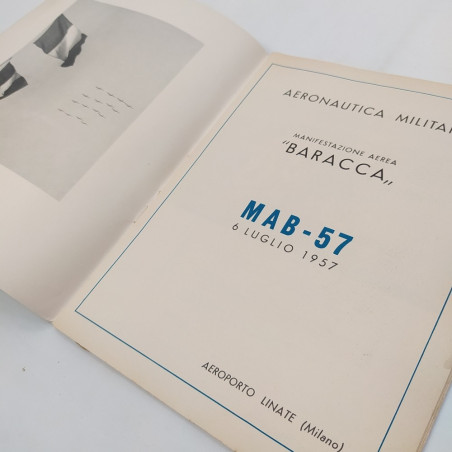 AERONAUTICA MILITA
MANIFESTAZIONE AEREA
"BARACCA„
MAB-57
6 LUGLIO 1957
AEROPORTO LINATE (Milano)